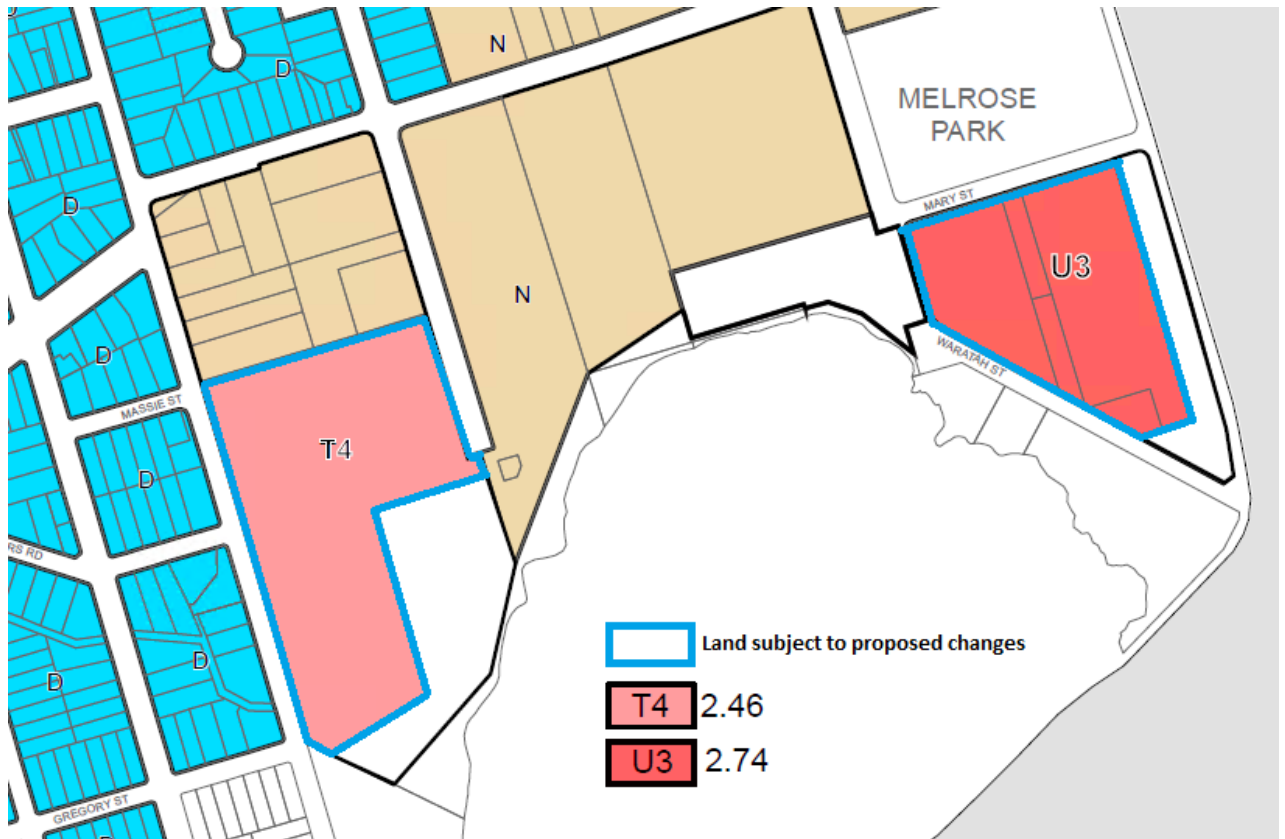 N
D
MELROSE
PARK
D
MARY ST
U3
N
WARATAH ST
D
MASSIE ST
T4
D
RS RD
D
D
GREGORY ST
Land subject to proposed changes
T4 2.46
U3 2.74